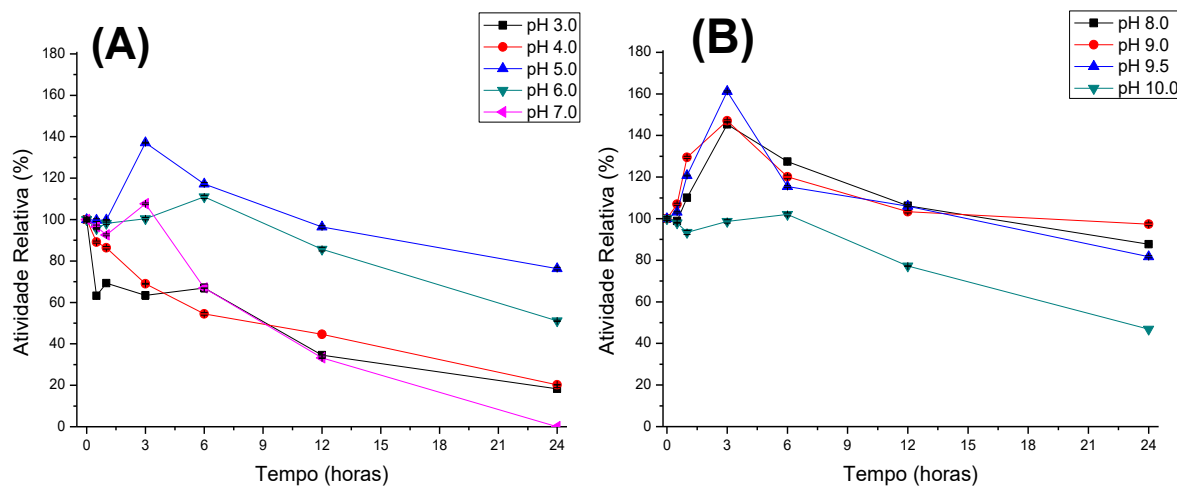 (A)
pH 3.0
pH 4.0
pH 5.0
pH 6.0
pH 7.0
Atividade Relativa (%)
200
180
160
140
120
100
80
60
40
20
0
0 3 6 9 12 15 18 21 24
Tempo (horas)
(B)
pH 8.0
pH 9.0
pH 9.5
pH 10.0
Atividade Relativa (%)
200
180
160
140
120
100
80
60
40
20
0
0 3 6 9 12 15 18 21 24
Tempo (horas)